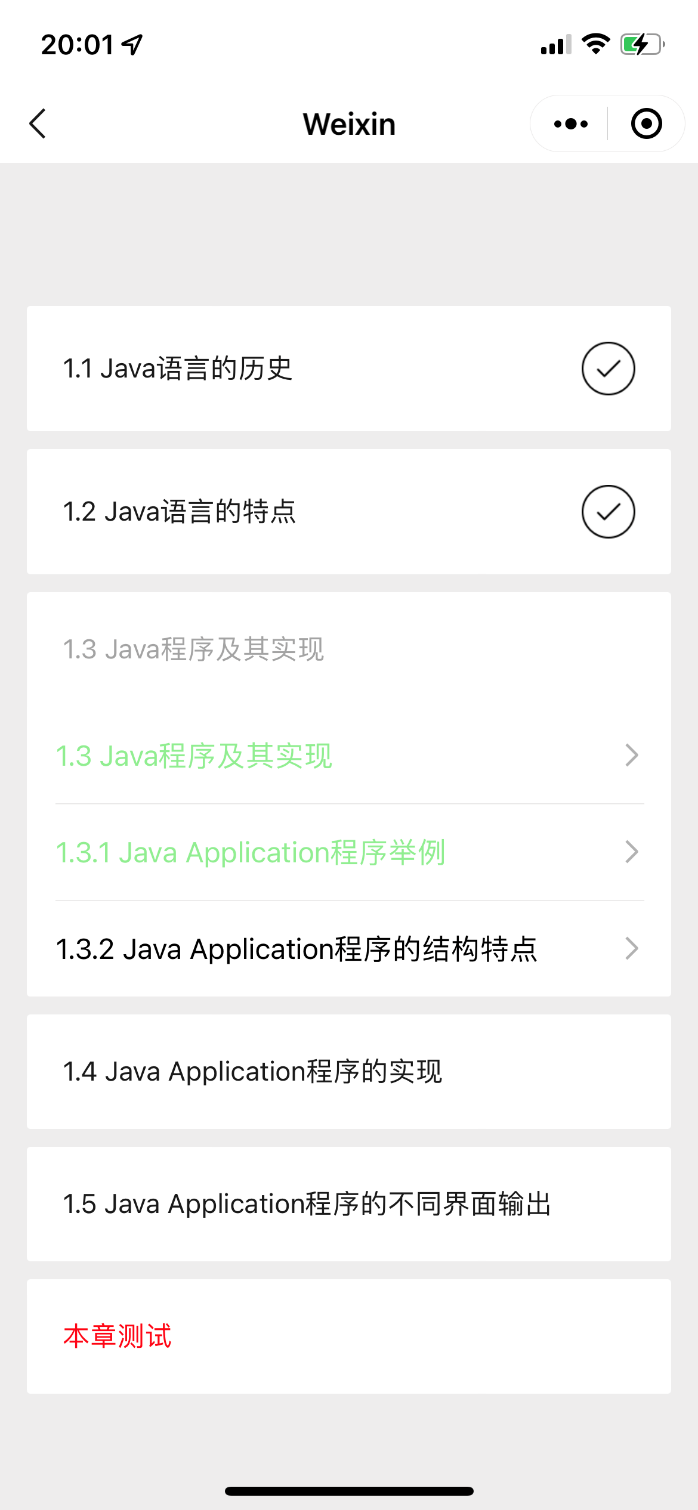 20:01
Weixin
1.1 Java语言的历史
1.2 Java语言的特点
1.3 Java程序及其实现
1.3 Java程序及其实现
1.3.1 Java Application程序举例
1.3.2 Java Application程序的结构特点
1.4 Java Application程序的实现
1.5 Java Application程序的不同界面输出
本章测试